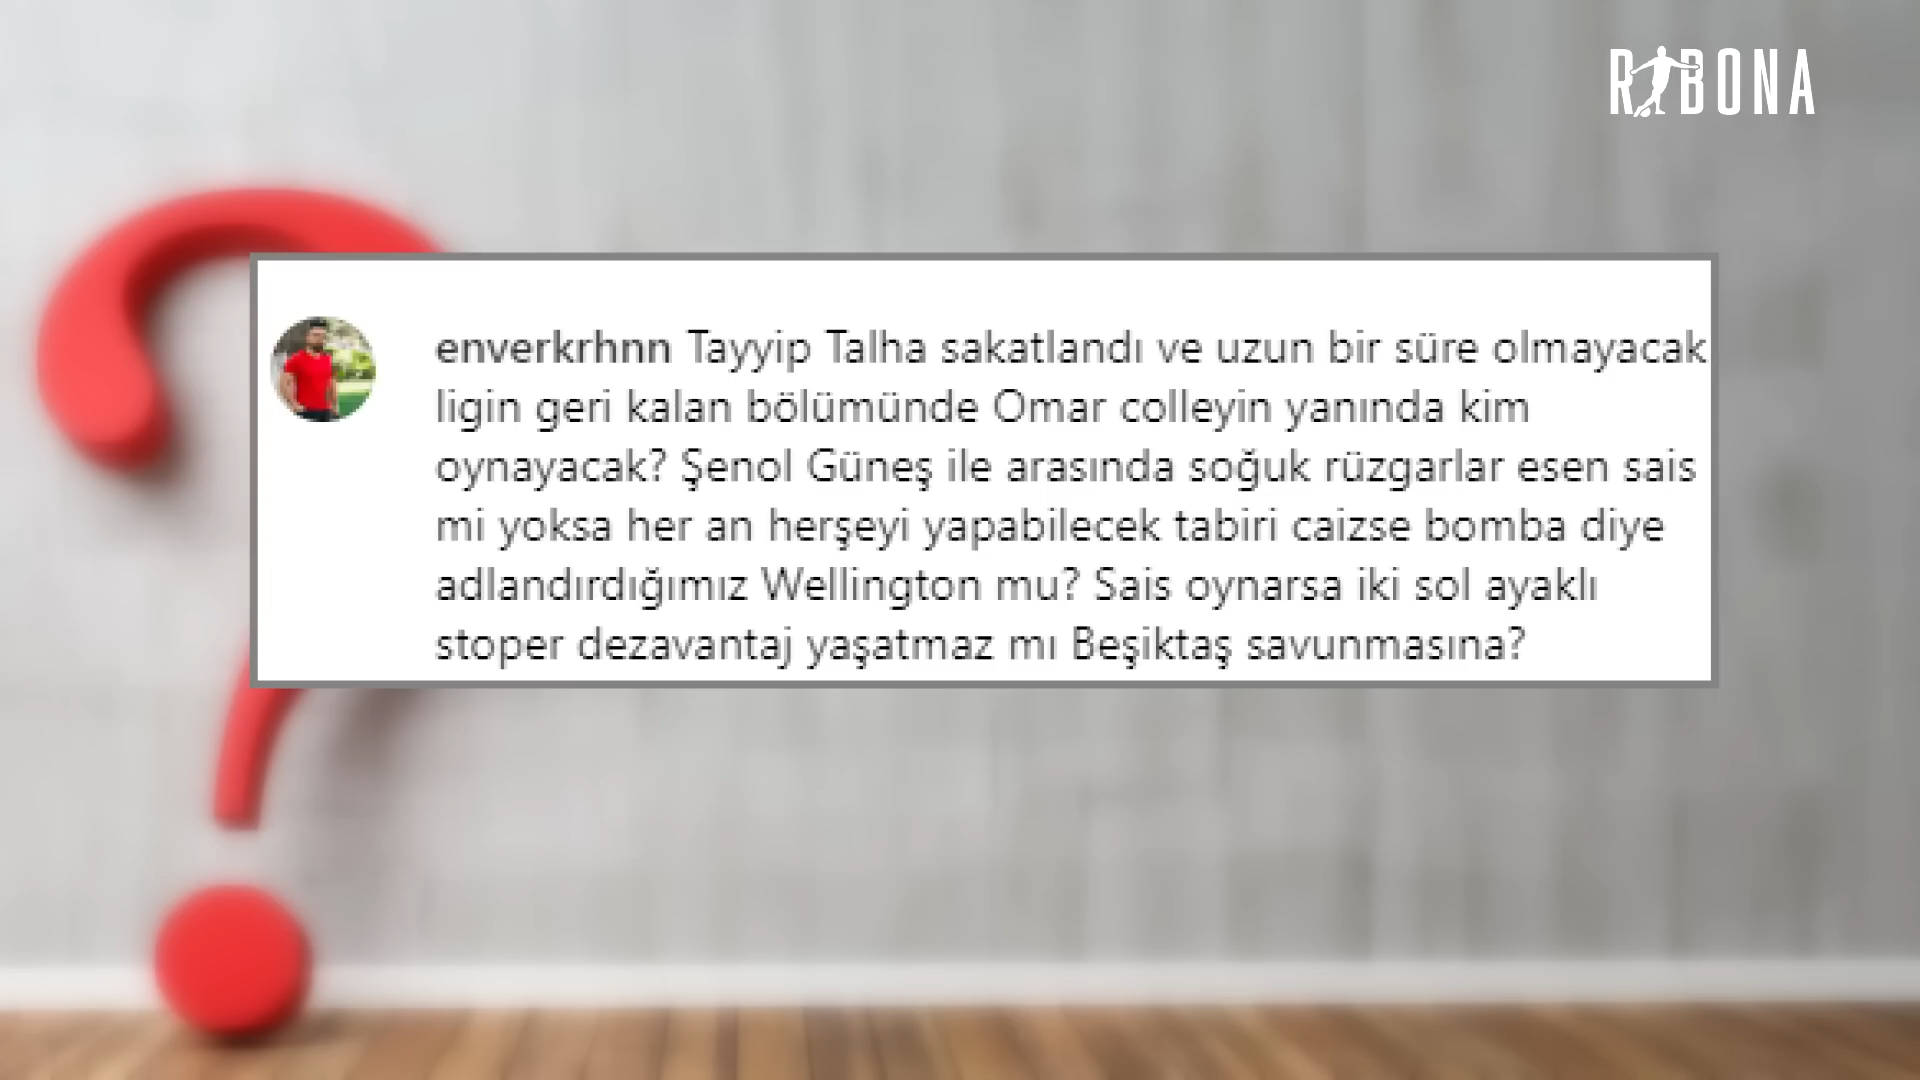 RABONA
enverkrhnn Tayyip Talha sakatlandı ve uzun bir süre olmayacak
ligin geri kalan bölümünde Omar colleyin yanında kim
oynayacak? Şenol Güneş ile arasında soğuk rüzgarlar esen sais
mi yoksa her an herşeyi yapabilecek tabiri caizse bomba diye
adlandırdığımız Wellington mu? Sais oynarsa iki sol ayaklı
stoper dezavantaj yaşatmaz mı Beşiktaş savunmasına?